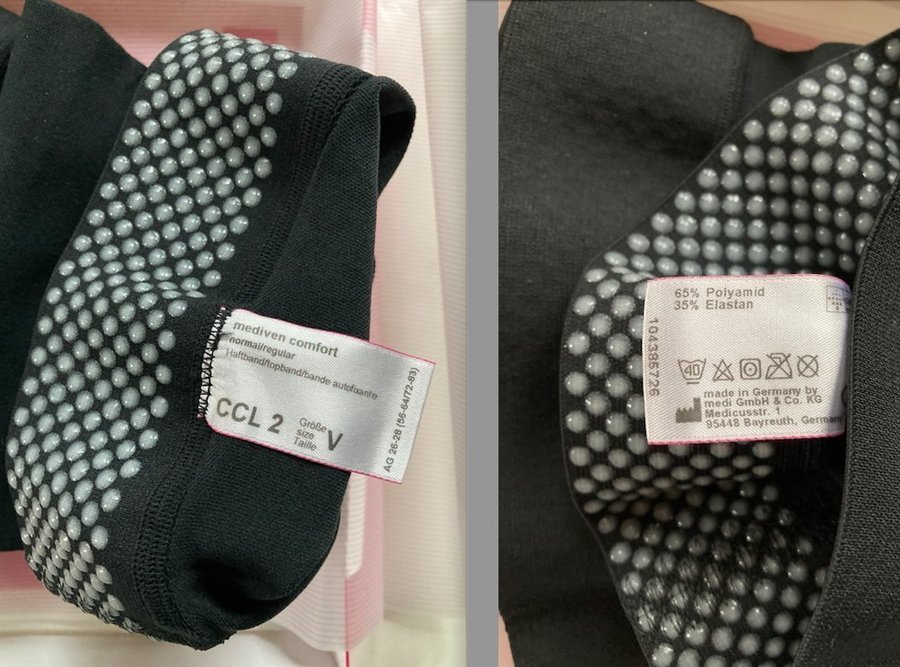 mediven comfort
normal/regular
Haftband/topband/bande autofixante
CCL 2
Größe
size
Taille
V
AG 26-28 (56-64/72-83)
65% Polyamid
35% Elastan
104385726
40
made in Germany by
medi GmbH & Co. KG
Medicusstr. 1
95448 Bayreuth, Germany